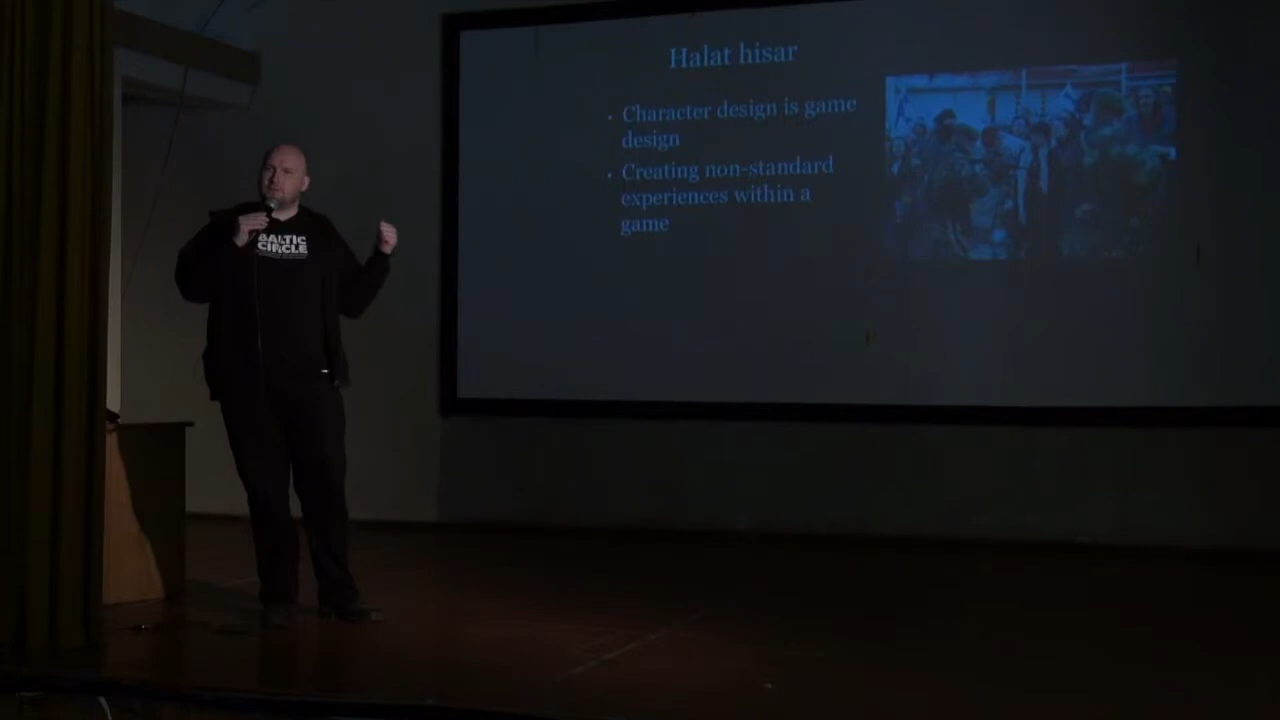 Halat hisar
• Character design is game
design
• Creating non-standard
experiences within a
game
BALTIC
CIRCLE